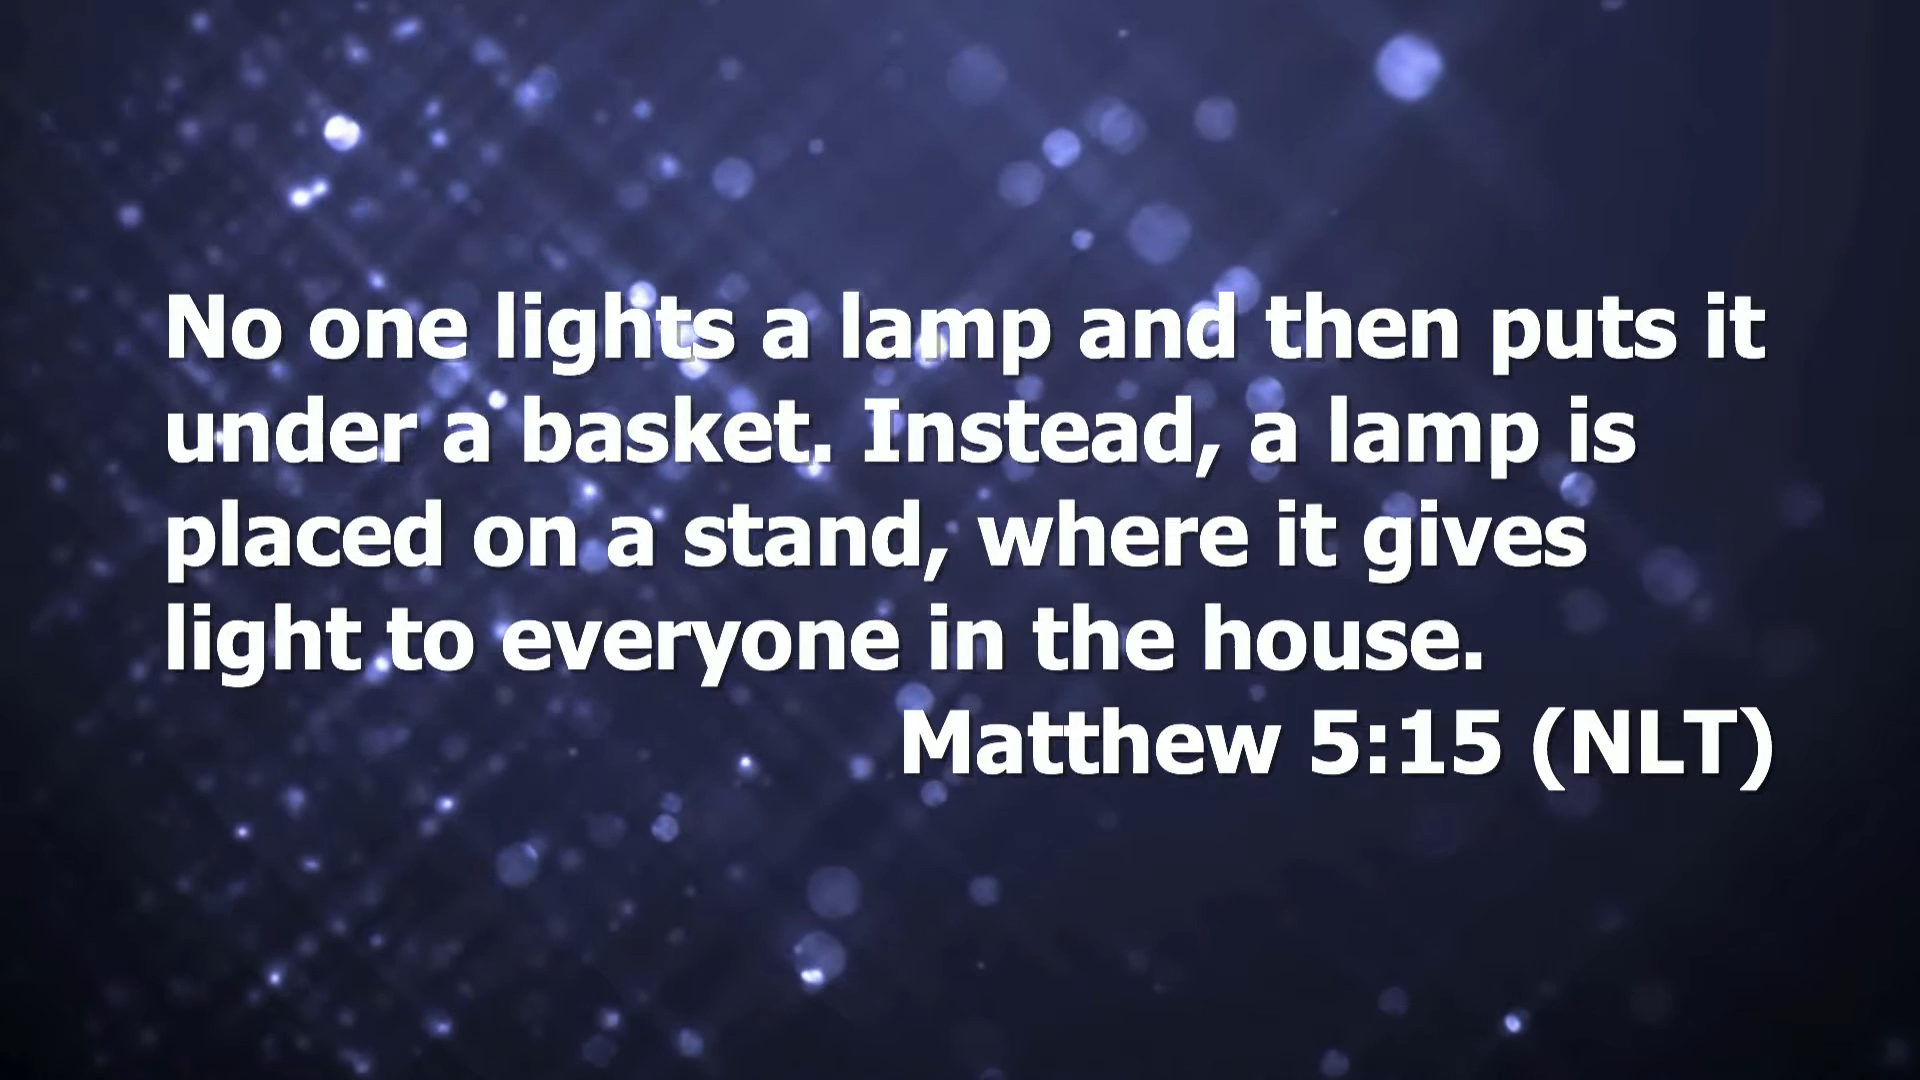 No one lights a lamp and then puts it
under a basket. Instead, a lamp is
placed on a stand, where it gives
light to everyone in the house.
Matthew 5:15 (NLT)